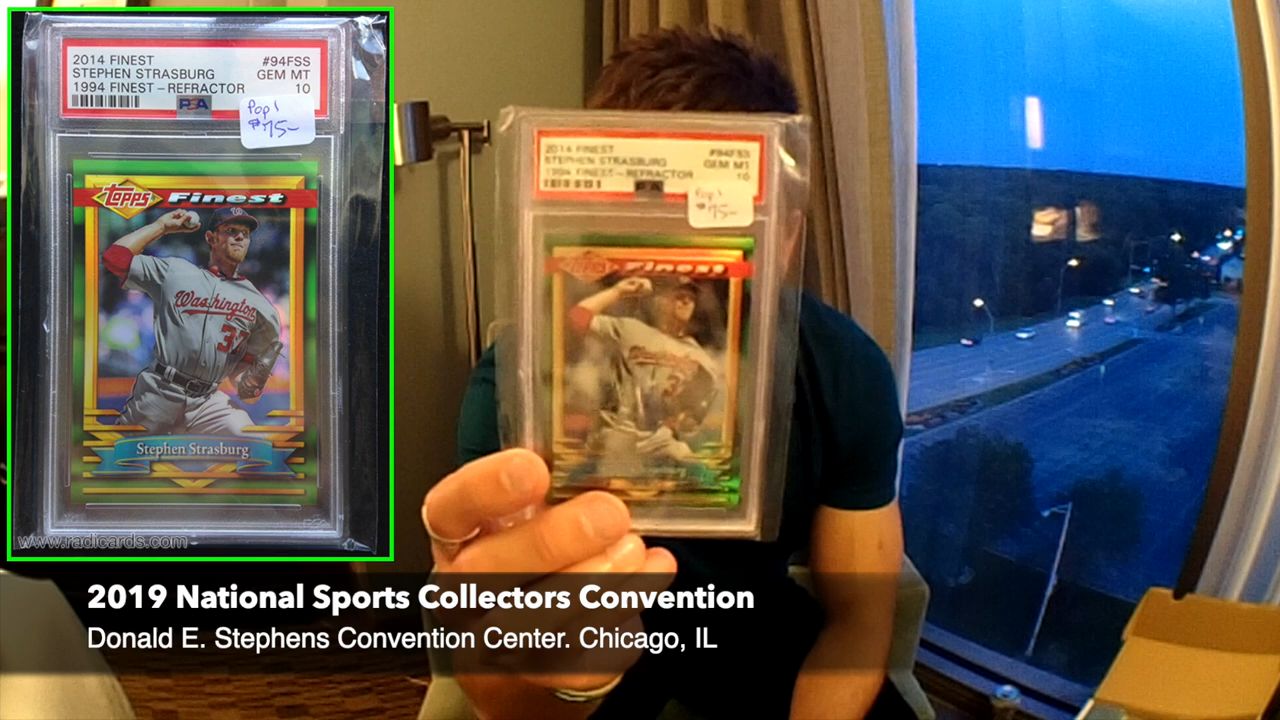 2014 FINEST #94FSS
STEPHEN STRASBURG GEM MT
1994 FINEST – REFRACTOR 10
PSA
Pop 1
$75-
Topps Finest
W
Washington
37
Stephen Strasburg
www.radicards.com
2014 FINEST #94FSS
STEPHEN STRASBURG GEM MT
1994 FINEST – REFRACTOR 10
Pop 1
$75-
Topps Finest
2019 National Sports Collectors Convention
Donald E. Stephens Convention Center. Chicago, IL